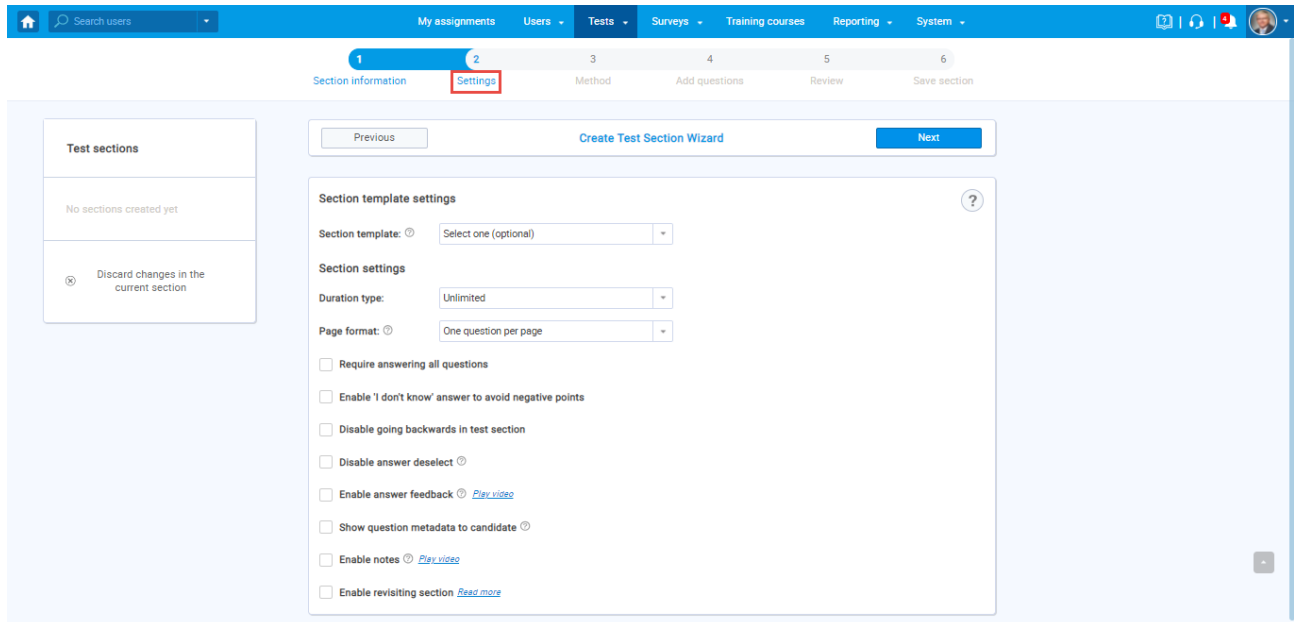 Search users
My assignments Users Tests Surveys Training courses Reporting System
4
1 2 3 4 5 6
Section information Settings Method Add questions Review Save section
Test sections
No sections created yet
Discard changes in the
current section
Previous Create Test Section Wizard Next
Section template settings ?
Section template: ? Select one (optional)
Section settings
Duration type: Unlimited
Page format: ? One question per page
Require answering all questions
Enable 'I don't know' answer to avoid negative points
Disable going backwards in test section
Disable answer deselect ?
Enable answer feedback ? Play video
Show question metadata to candidate ?
Enable notes ? Play video
Enable revisiting section Read more